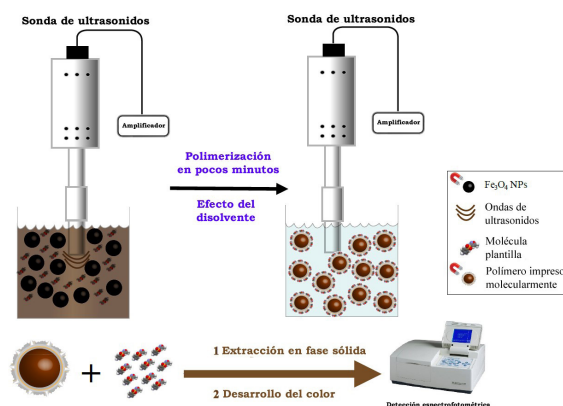 Sonda de ultrasonidos
Sonda de ultrasonidos
Amplificador
Amplificador
Polimerización
en pocos minutos
Efecto del
disolvente
Fe₃O₄ NPs
Ondas de
ultrasonidos
Molécula
plantilla
Polímero impreso
molecularmente
1 Extracción en fase sólida
2 Desarrollo del color
Detección espectrofotométrica